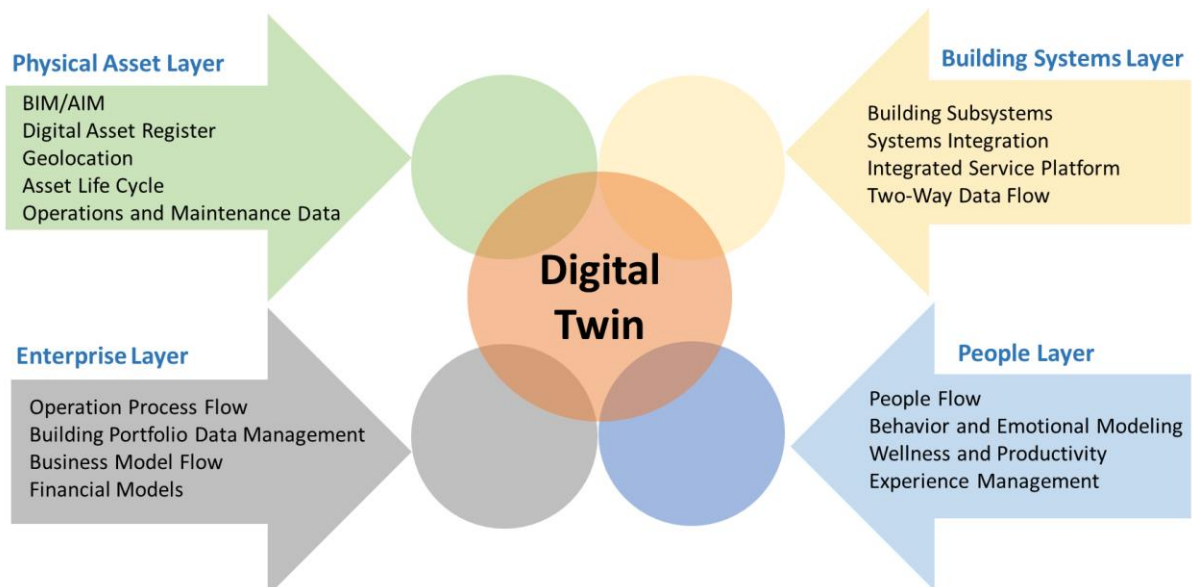 Physical Asset Layer
BIM/AIM
Digital Asset Register
Geolocation
Asset Life Cycle
Operations and Maintenance Data
Building Systems Layer
Building Subsystems
Systems Integration
Integrated Service Platform
Two-Way Data Flow
Digital
Twin
Enterprise Layer
Operation Process Flow
Building Portfolio Data Management
Business Model Flow
Financial Models
People Layer
People Flow
Behavior and Emotional Modeling
Wellness and Productivity
Experience Management